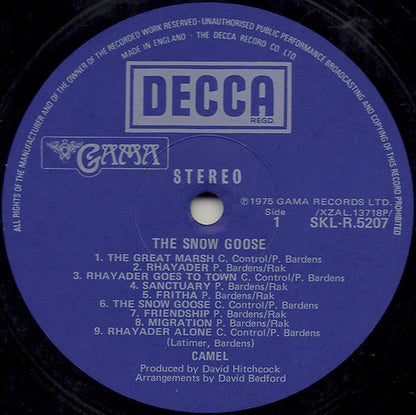 ALL RIGHTS OF THE MANUFACTURER AND OF THE OWNER OF THE RECORDED WORK RESERVED · UNAUTHORISED PUBLIC PERFORMANCE BROADCASTING AND COPYING OF THIS RECORD PROHIBITED
MADE IN ENGLAND · THE DECCA RECORD CO LTD
DECCA
REGD.
GAMA
STEREO
℗1975 GAMA RECORDS LTD.
Side /XZAL.13718P/
1 SKL-R.5207
THE SNOW GOOSE
1. THE GREAT MARSH C. Control/P. Bardens
2. RHAYADER P. Bardens/Rak
3. RHAYADER GOES TO TOWN C. Control/P. Bardens
4. SANCTUARY P. Bardens/Rak
5. FRITHA P. Bardens/Rak
6. THE SNOW GOOSE C. Control/P. Bardens
7. FRIENDSHIP P. Bardens/Rak
8. MIGRATION P. Bardens/Rak
9. RHAYADER ALONE C. Control/P. Bardens
(Latimer, Bardens)
CAMEL
Produced by David Hitchcock
Arrangements by David Bedford